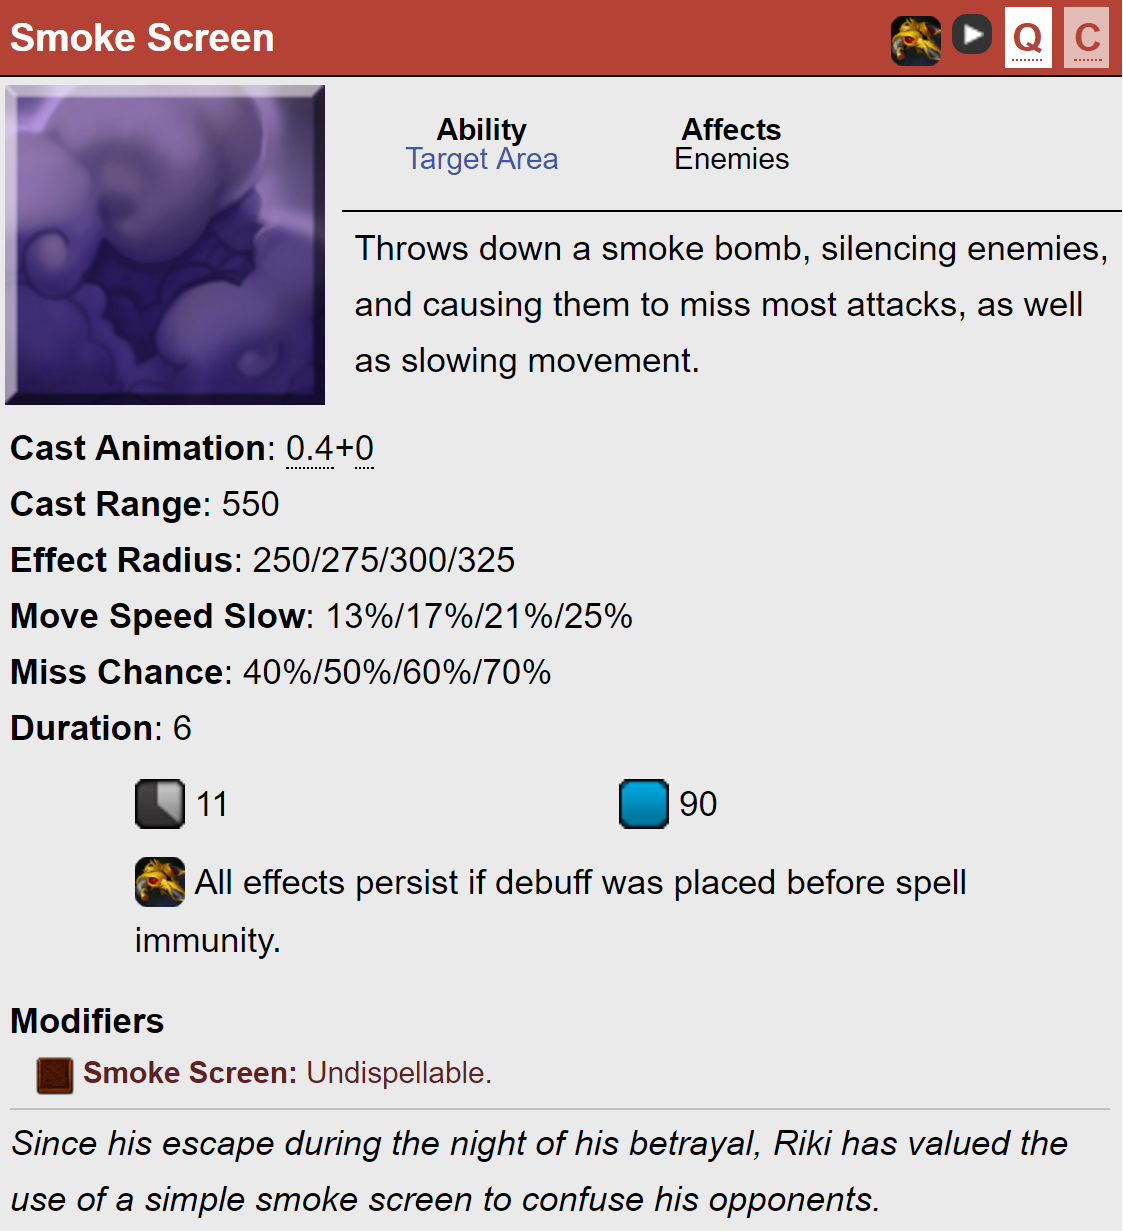 Smoke Screen
Q C
Ability
Target Area
Affects
Enemies
Throws down a smoke bomb, silencing enemies,
and causing them to miss most attacks, as well
as slowing movement.
Cast Animation: 0.4+0
Cast Range: 550
Effect Radius: 250/275/300/325
Move Speed Slow: 13%/17%/21%/25%
Miss Chance: 40%/50%/60%/70%
Duration: 6
11
90
All effects persist if debuff was placed before spell
immunity.
Modifiers
Smoke Screen: Undispellable.
Since his escape during the night of his betrayal, Riki has valued the
use of a simple smoke screen to confuse his opponents.